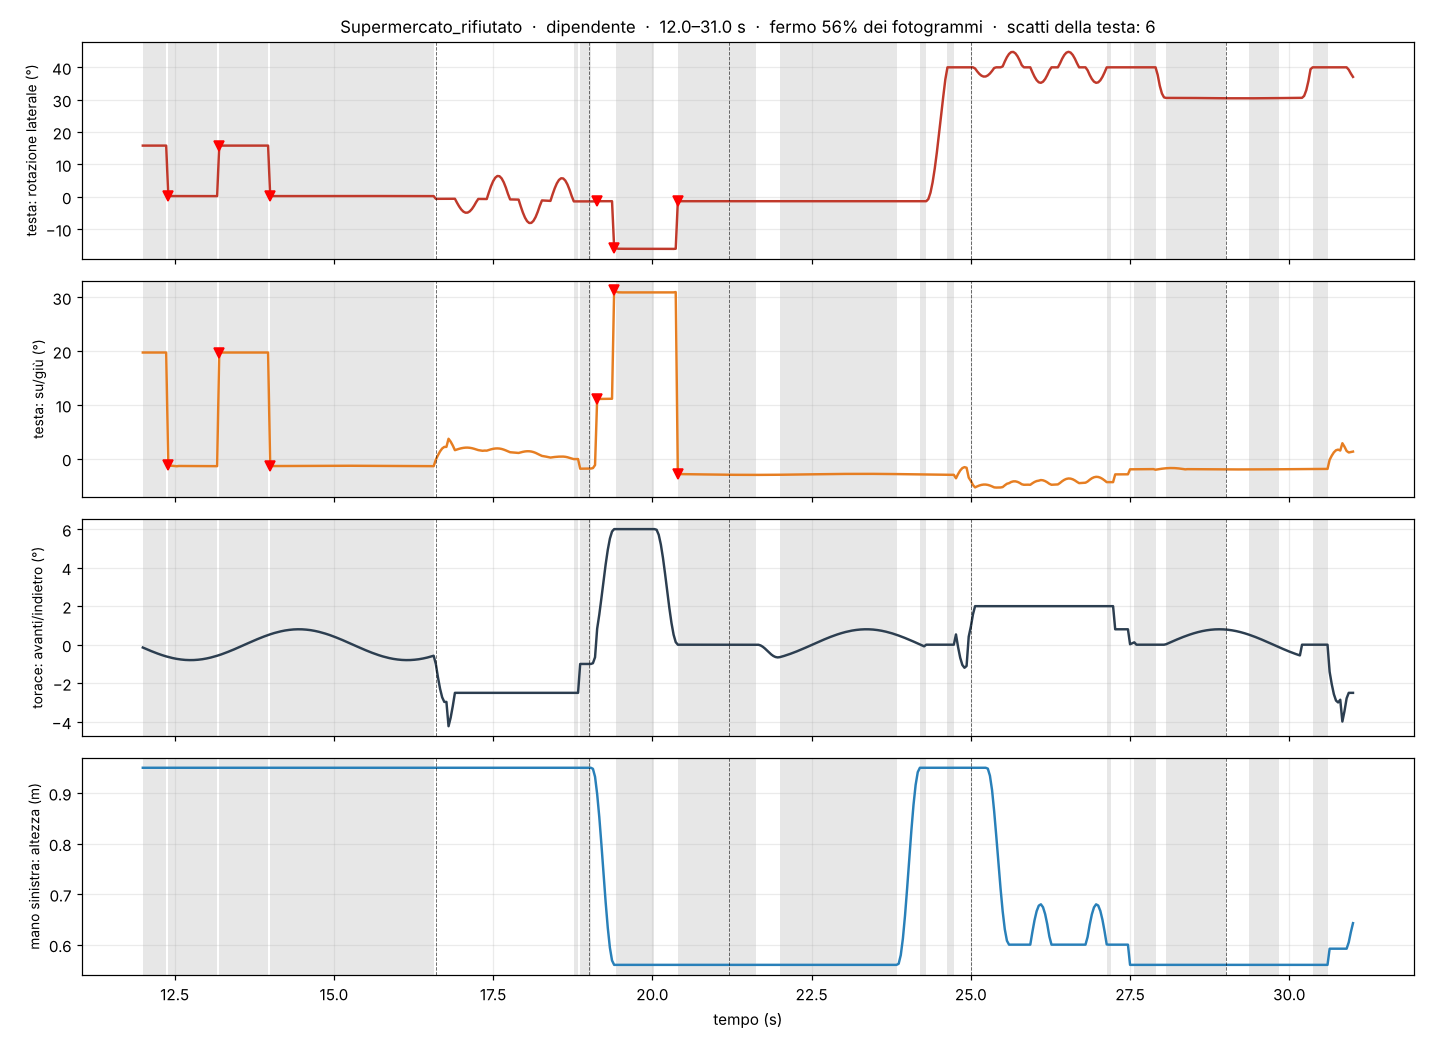 Supermercato_rifiutato · dipendente · 12.0–31.0 s · fermo 56% dei fotogrammi · scatti della testa: 6
testa: rotazione laterale (°)
40
30
20
10
0
−10
testa: su/giù (°)
30
20
10
0
torace: avanti/indietro (°)
6
4
2
0
−2
−4
mano sinistra: altezza (m)
0.9
0.8
0.7
0.6
12.5 15.0 17.5 20.0 22.5 25.0 27.5 30.0
tempo (s)